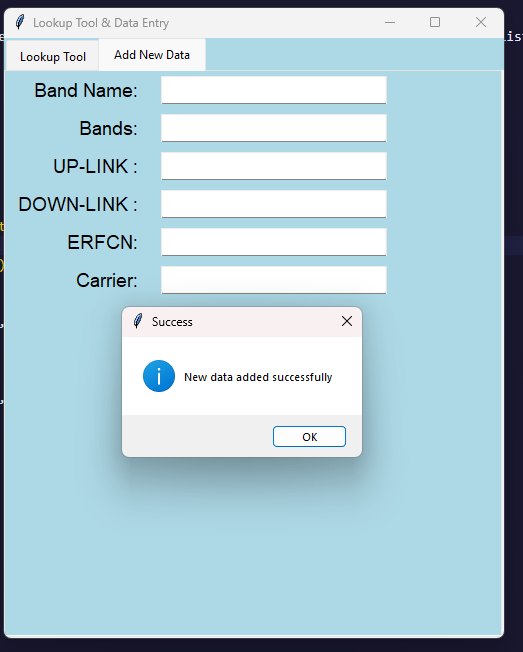 Lookup Tool & Data Entry
Lookup Tool
Add New Data
Band Name:
Bands:
UP-LINK :
DOWN-LINK :
ERFCN:
Carrier:
Success
New data added successfully
OK